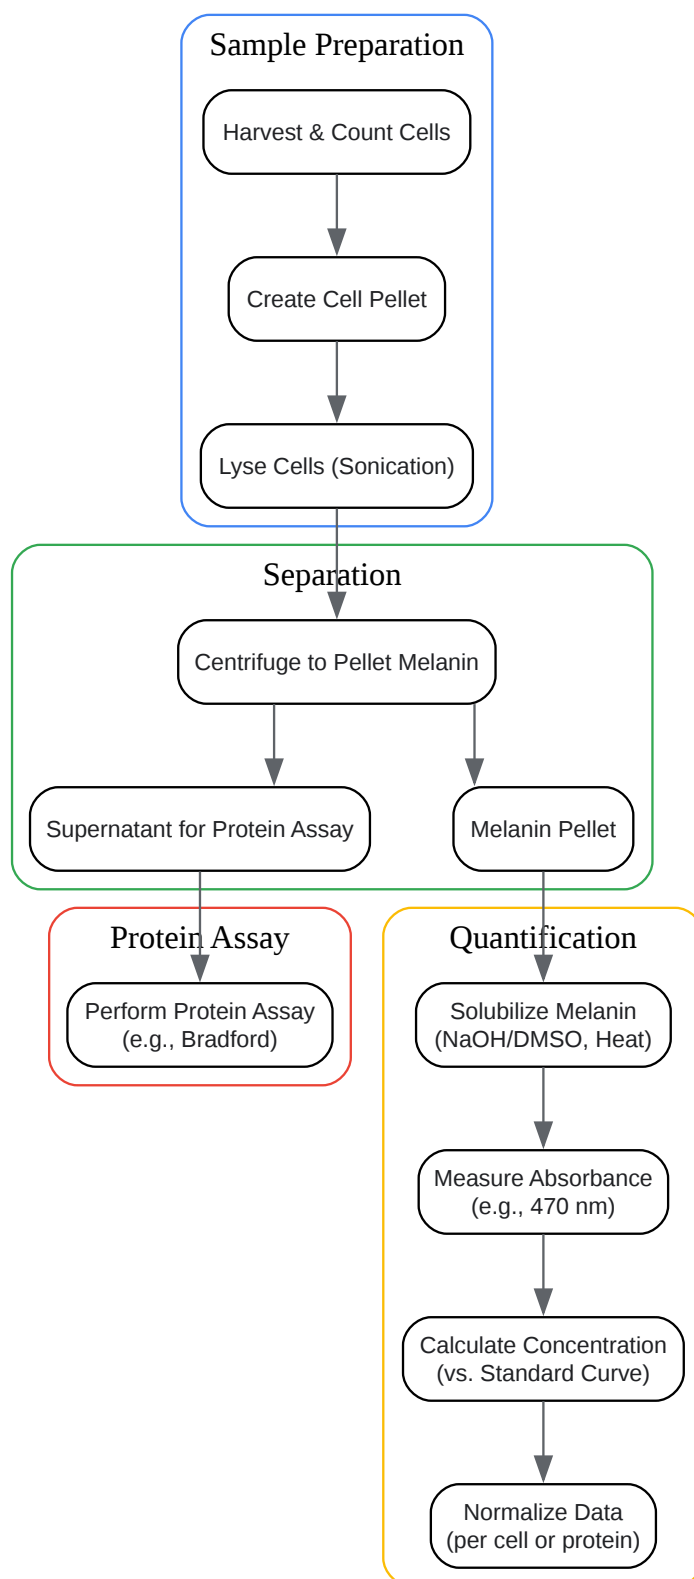 Sample Preparation
Harvest & Count Cells
Create Cell Pellet
Lyse Cells (Sonication)
Separation
Centrifuge to Pellet Melanin
Supernatant for Protein Assay
Melanin Pellet
Protein Assay
Perform Protein Assay
(e.g., Bradford)
Quantification
Solubilize Melanin
(NaOH/DMSO, Heat)
Measure Absorbance
(e.g., 470 nm)
Calculate Concentration
(vs. Standard Curve)
Normalize Data
(per cell or protein)